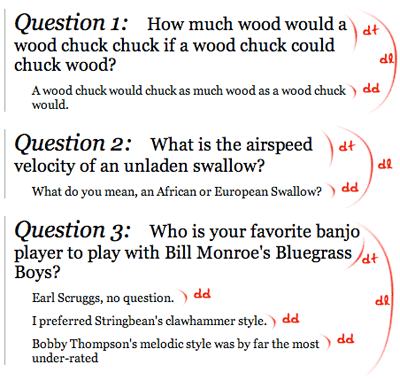 Question 1: How much wood would a dt
wood chuck chuck if a wood chuck could
chuck wood? dl
A wood chuck would chuck as much wood as a wood chuck dd
would.
Question 2: What is the airspeed dt
velocity of an unladen swallow? dl
What do you mean, an African or European Swallow? dd
Question 3: Who is your favorite banjo
player to play with Bill Monroe's Bluegrass dt
Boys?
Earl Scruggs, no question. dd dl
I preferred Stringbean's clawhammer style. dd
Bobby Thompson's melodic style was by far the most dd
under-rated